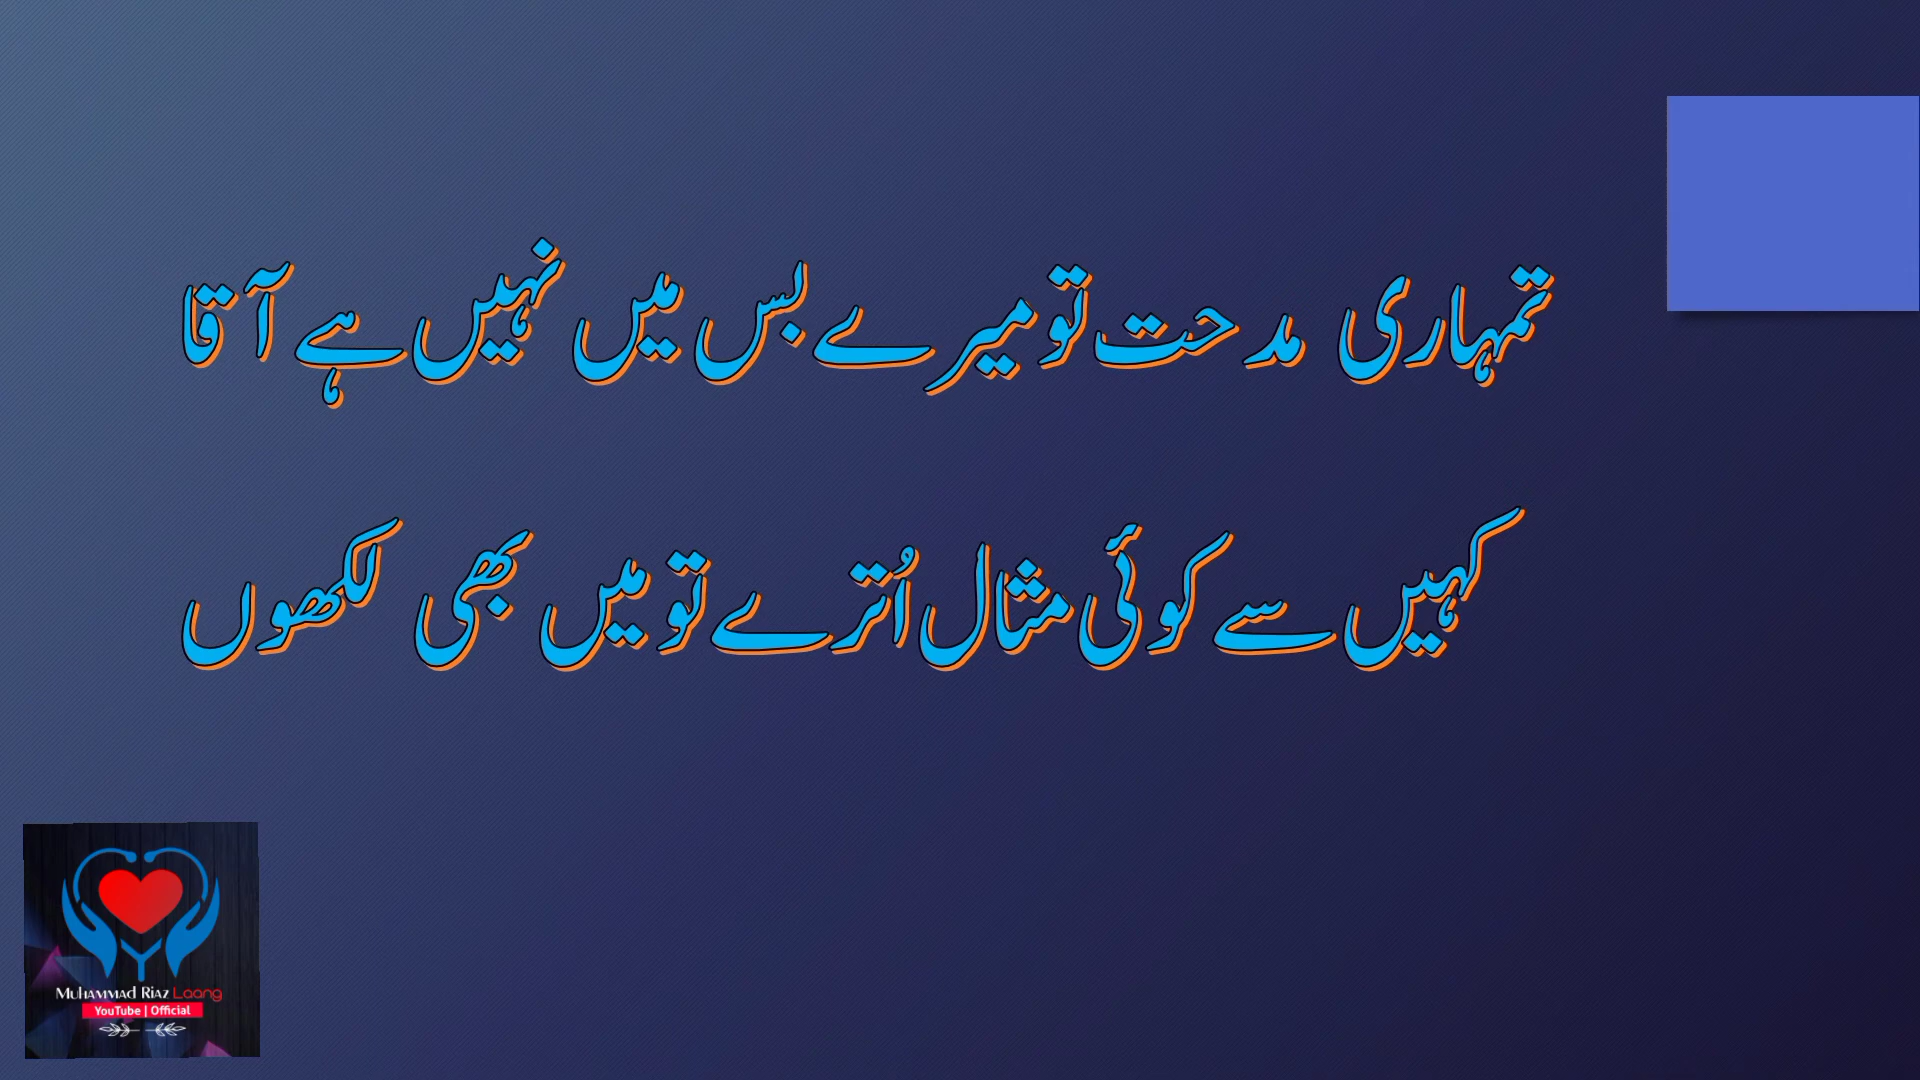 تمہاری مدحت تو میرے بس میں نہیں ہے آقا
کہیں سے کوئی مثال اُترے تو میں بھی لکھوں
Muhammad Riaz Laang
YouTube | Official